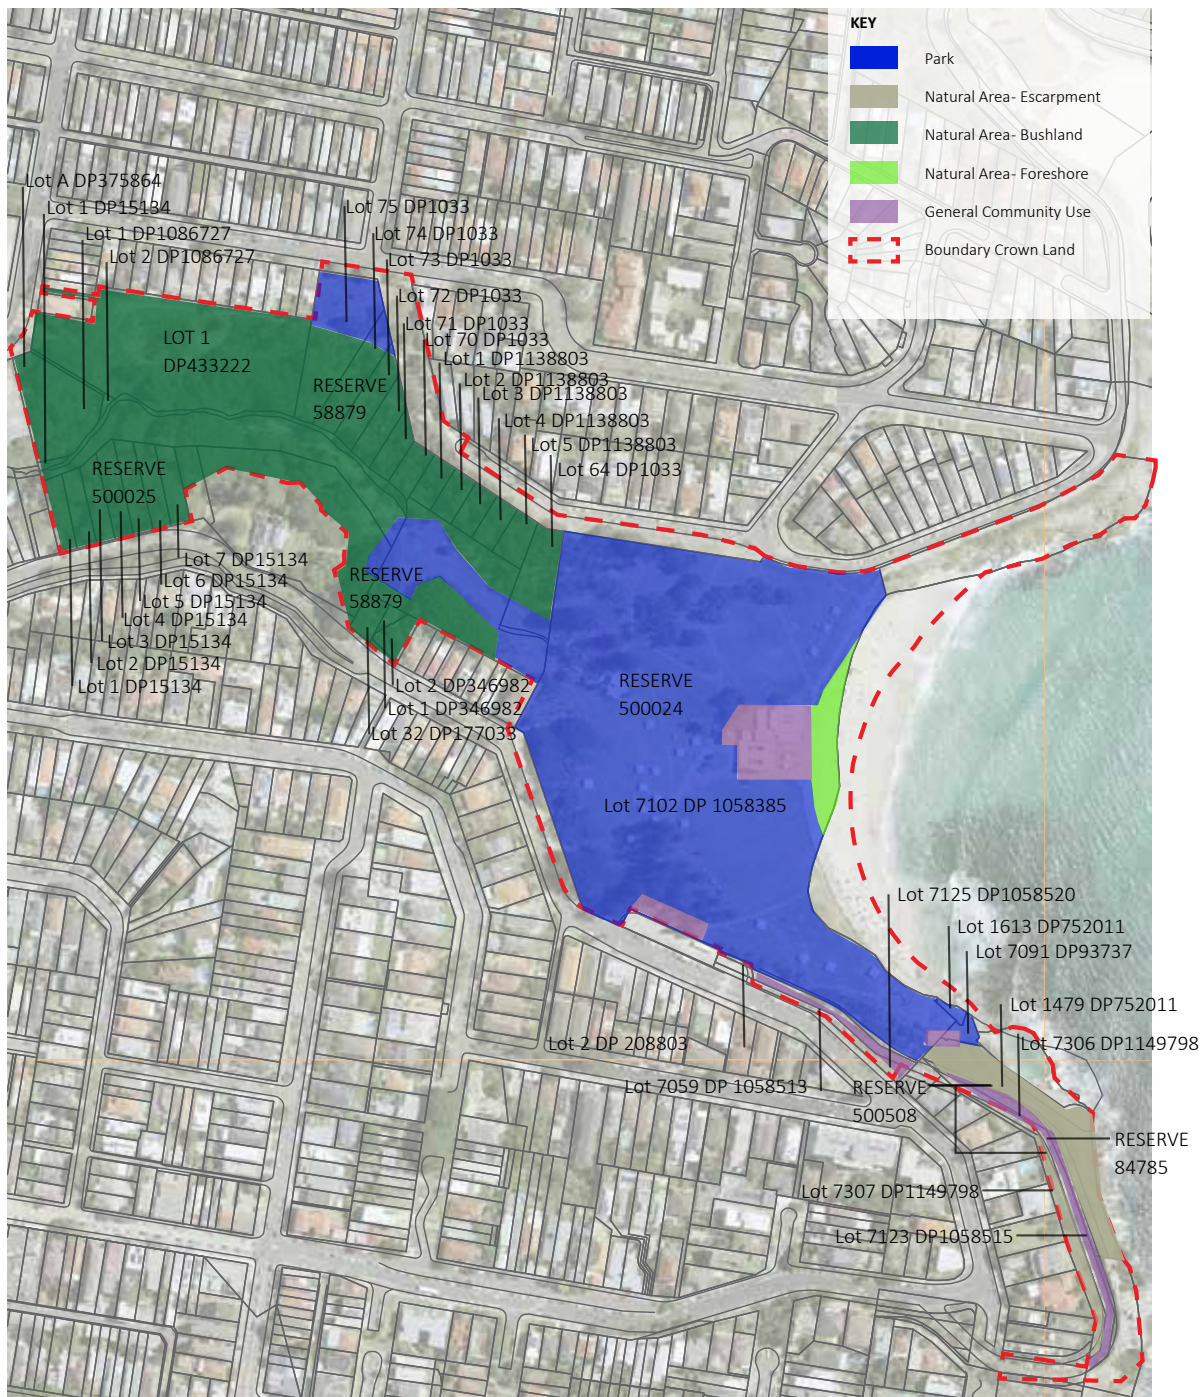 KEY
Park
Natural Area- Escarpment
Natural Area- Bushland
Natural Area- Foreshore
General Community Use
Boundary Crown Land
Lot A DP375864
Lot 1 DP15134
Lot 1 DP1086727
Lot 2 DP1086727
Lot 75 DP1033
Lot 74 DP1033
Lot 73 DP1033
Lot 72 DP1033
Lot 71 DP1033
Lot 70 DP1033
Lot 1 DP1138803
Lot 2 DP1138803
Lot 3 DP1138803
Lot 4 DP1138803
Lot 5 DP1138803
Lot 64 DP1033
LOT 1
DP433222
RESERVE
58879
RESERVE
500025
Lot 7 DP15134
Lot 6 DP15134
Lot 5 DP15134
Lot 4 DP15134
Lot 3 DP15134
Lot 2 DP15134
Lot 1 DP15134
RESERVE
58879
Lot 2 DP346982
Lot 1 DP346982
Lot 32 DP177033
RESERVE
500024
Lot 7102 DP 1058385
Lot 7125 DP1058520
Lot 1613 DP752011
Lot 7091 DP93737
Lot 1479 DP752011
Lot 7306 DP1149798
Lot 2 DP 208803
Lot 7059 DP 1058513
RESERVE
500508
RESERVE
84785
Lot 7307 DP1149798
Lot 7123 DP1058515